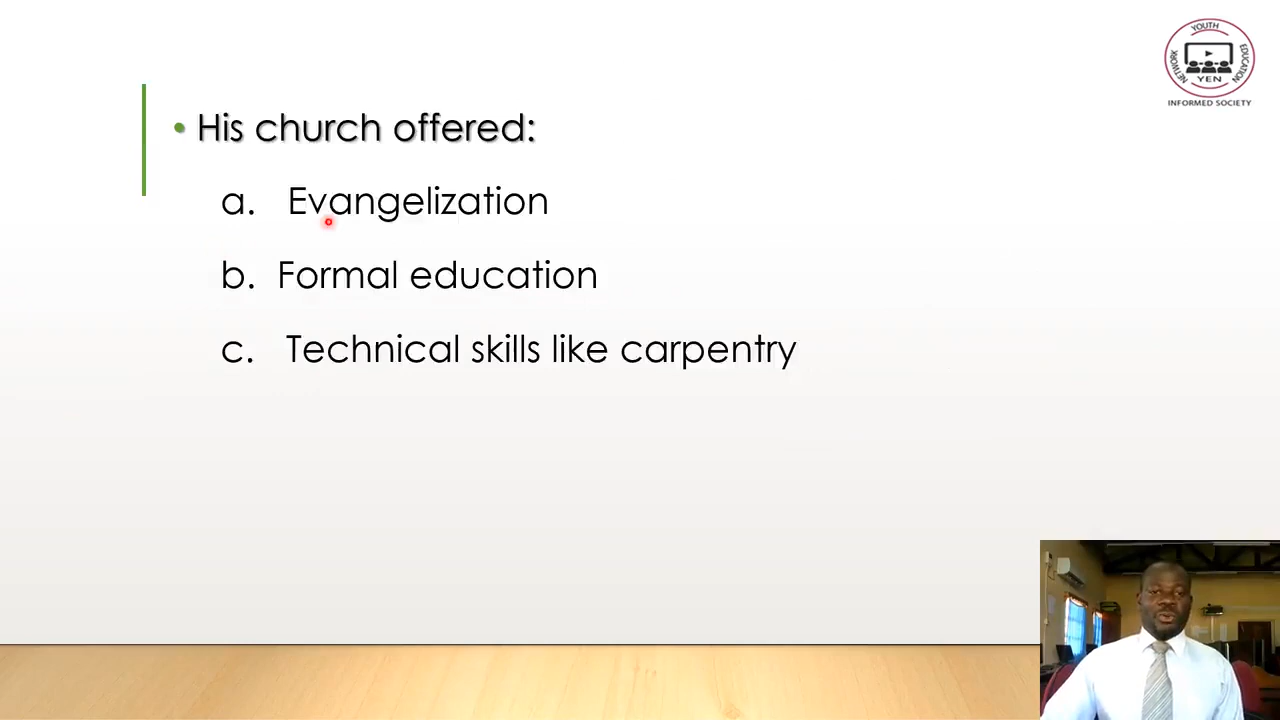 YOUTH
EDUCATION
NETWORK
YEN
INFORMED SOCIETY
• His church offered:
a. Evangelization
b. Formal education
c. Technical skills like carpentry